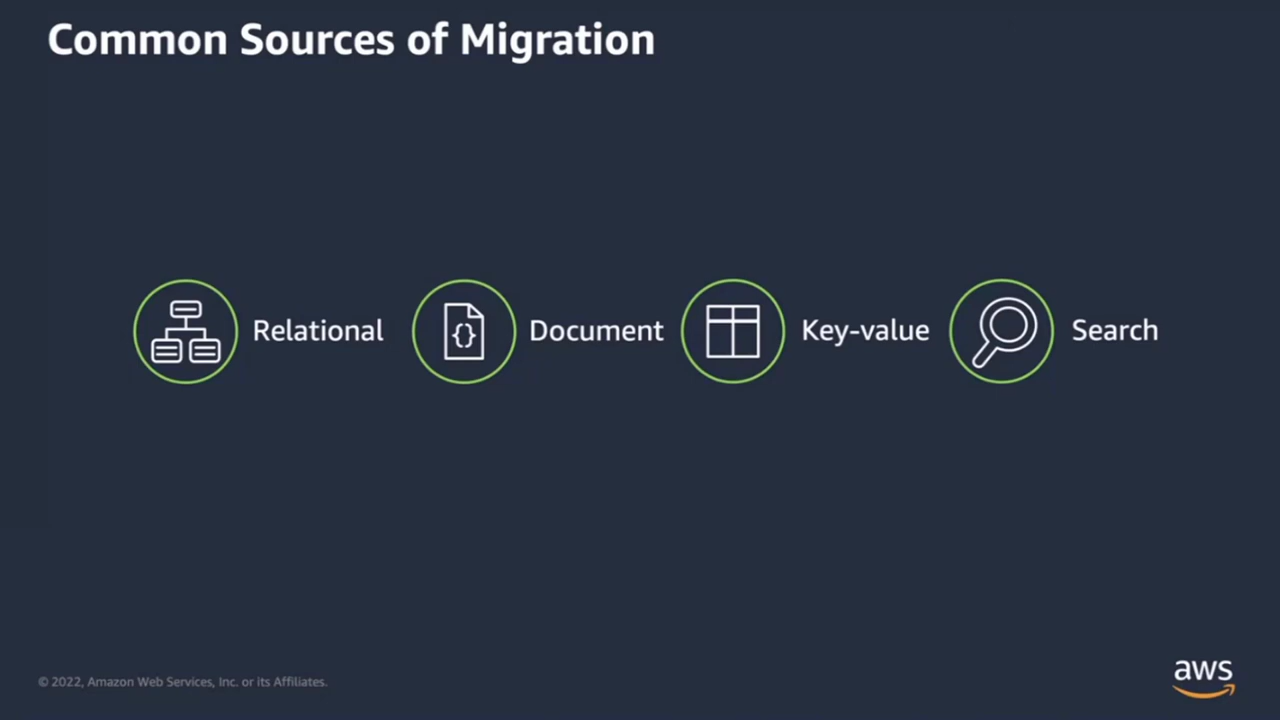 Common Sources of Migration
Relational
Document
Key-value
Search
© 2022, Amazon Web Services, Inc. or its Affiliates.
aws